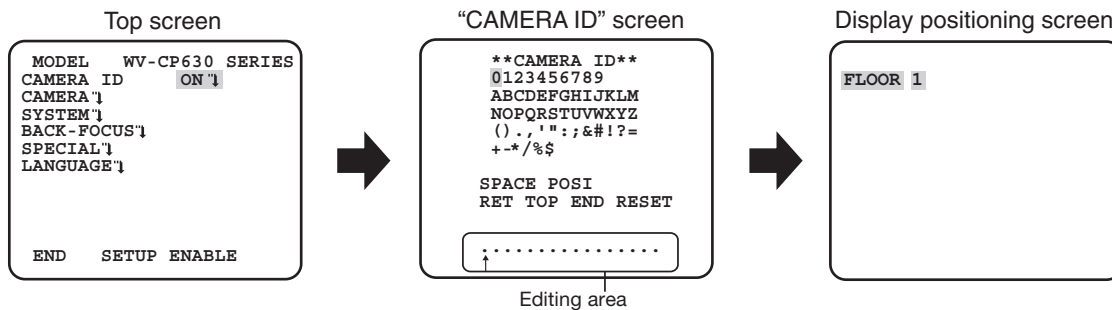 Top screen
MODEL WV-CP630 SERIES
CAMERA ID ON
CAMERA
SYSTEM
BACK-FOCUS
SPECIAL
LANGUAGE
END SETUP ENABLE
“CAMERA ID” screen
**CAMERA ID**
0123456789
ABCDEFGHIJKLM
NOPQRSTUVWXYZ
().,'":;&#!?=
+-*/%$
SPACE POSI
RET TOP END RESET
................
Editing area
Display positioning screen
FLOOR 1